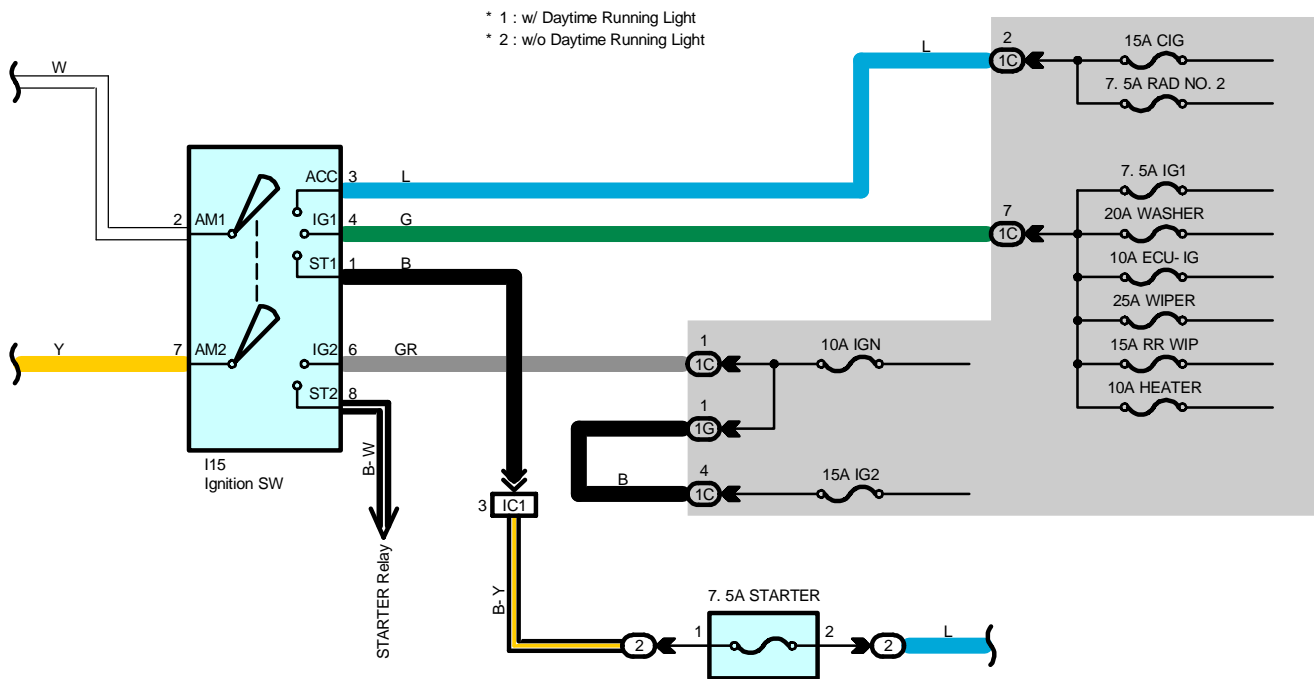 * 1 : w/ Daytime Running Light
* 2 : w/o Daytime Running Light
W
L
2
1C
15A CIG
7. 5A RAD NO. 2
ACC 3 L
2 AM1
IG1 4 G
7
1C
7. 5A IG1
20A WASHER
10A ECU- IG
25A WIPER
15A RR WIP
10A HEATER
ST1 1 B
Y
7 AM2
IG2 6 GR
1
1C
10A IGN
ST2 8
1
1G
B
4
1C
15A IG2
I15
Ignition SW
B- W
STARTER Relay
3 IC1
B- Y
7. 5A STARTER
2
1
2
2
L